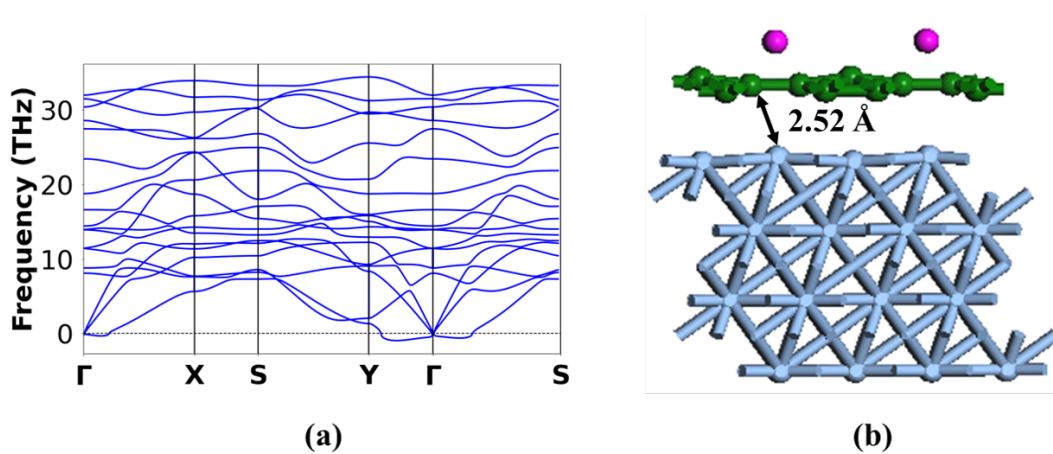 Frequency (THz)
30
20
10
0
Γ X S Y Γ S
2.52 Å
(a) (b)